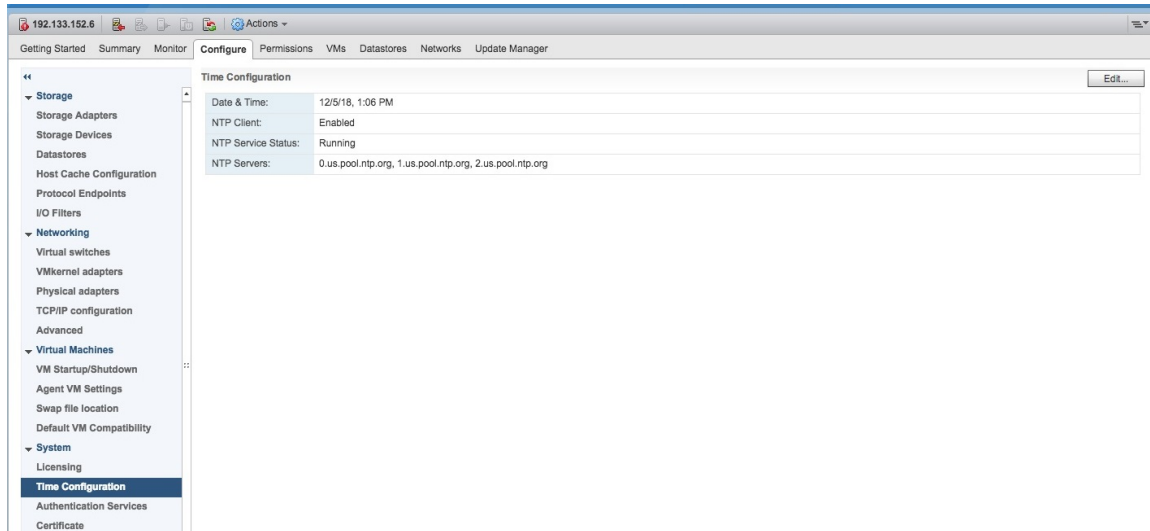 192.133.152.6 Actions
Getting Started Summary Monitor Configure Permissions VMs Datastores Networks Update Manager
Time Configuration
Edit...
Date & Time: 12/5/18, 1:06 PM
NTP Client: Enabled
NTP Service Status: Running
NTP Servers: 0.us.pool.ntp.org, 1.us.pool.ntp.org, 2.us.pool.ntp.org
Storage
Storage Adapters
Storage Devices
Datastores
Host Cache Configuration
Protocol Endpoints
I/O Filters
Networking
Virtual switches
VMkernel adapters
Physical adapters
TCP/IP configuration
Advanced
Virtual Machines
VM Startup/Shutdown
Agent VM Settings
Swap file location
Default VM Compatibility
System
Licensing
Time Configuration
Authentication Services
Certificate